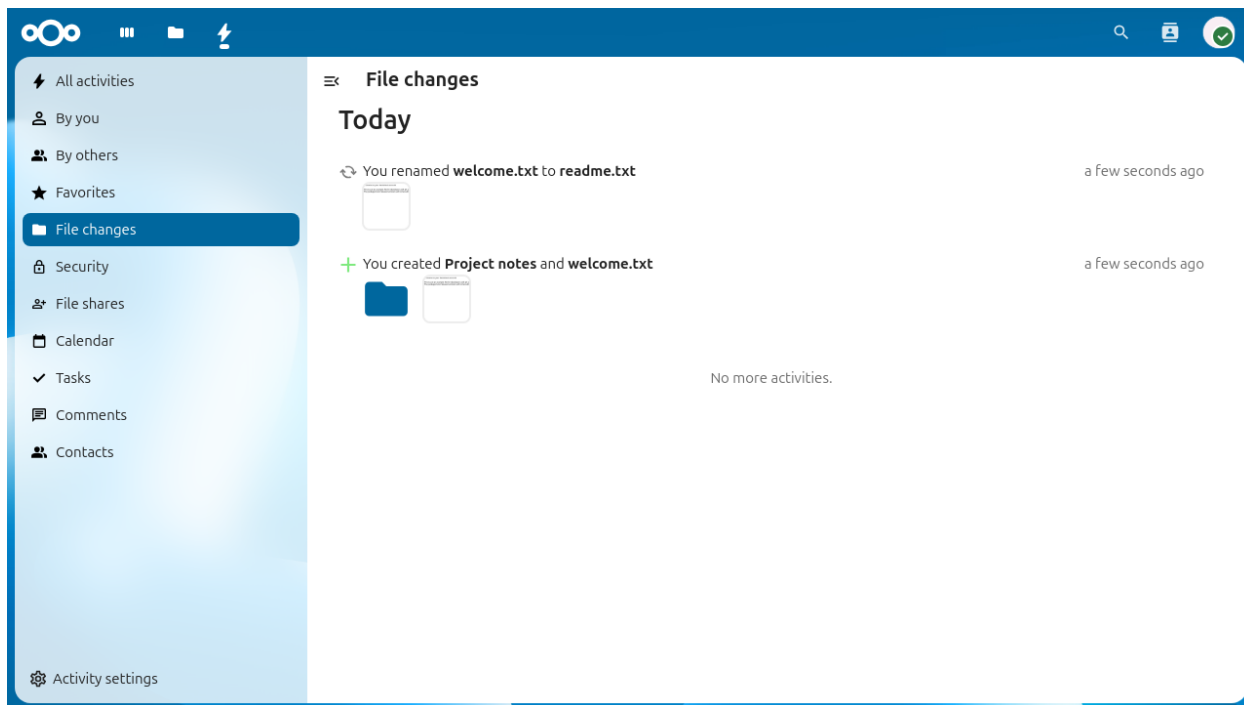 All activities
By you
By others
Favorites
File changes
Security
File shares
Calendar
Tasks
Comments
Contacts
Activity settings
File changes
Today
You renamed welcome.txt to readme.txt a few seconds ago
You created Project notes and welcome.txt a few seconds ago
No more activities.